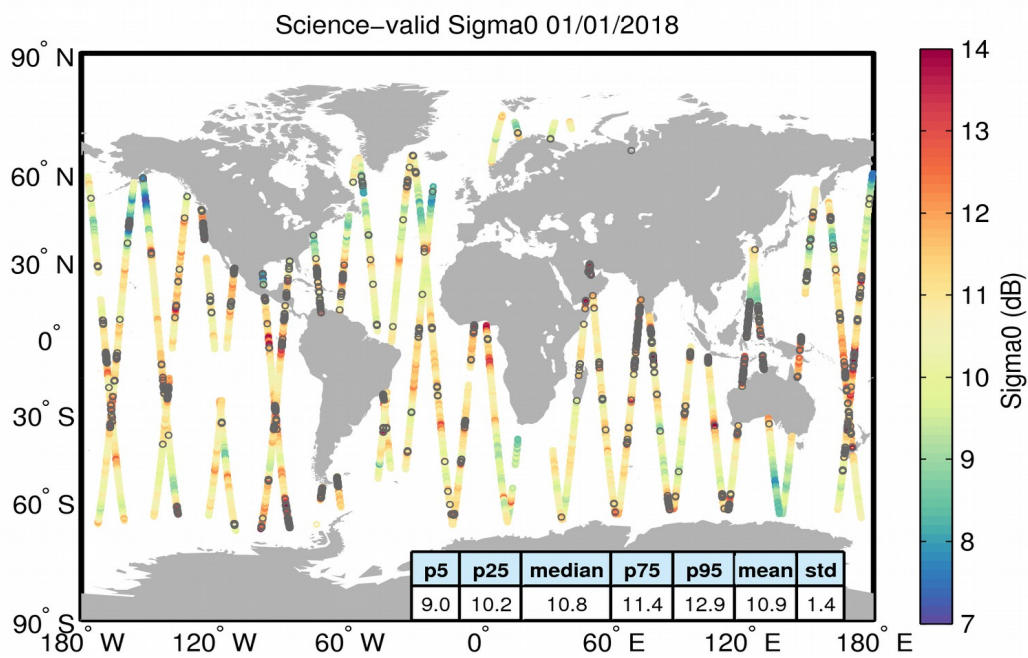 Science−valid Sigma0 01/01/2018
90° N
60° N
30° N
0°
30° S
60° S
90° S
180° W
120° W
60° W
0°
60° E
120° E
180° E
14
13
12
11
10
9
8
7
Sigma0 (dB)
p5 p25 median p75 p95 mean std
9.0 10.2 10.8 11.4 12.9 10.9 1.4